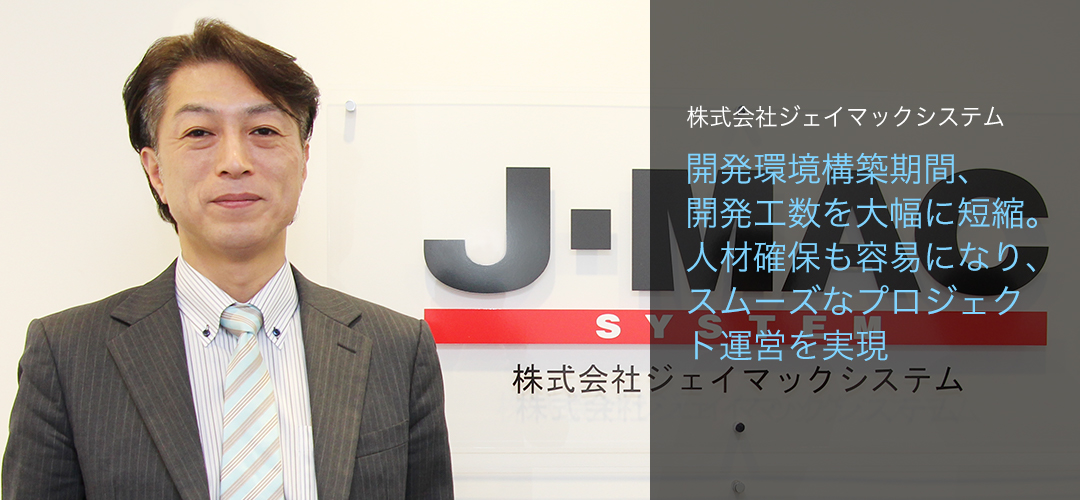 J·MAC
SYSTEM
株式会社ジェイマックシステム
株式会社ジェイマックシステム
開発環境構築期間、
開発工数を大幅に短縮。
人材確保も容易になり、
スムーズなプロジェク
ト運営を実現